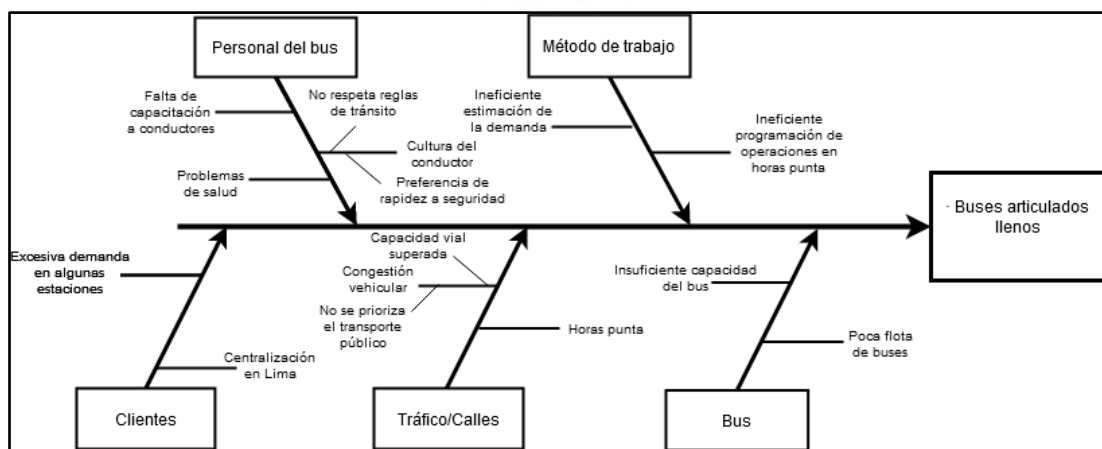 Personal del bus
Método de trabajo
Falta de
capacitación
a conductores
No respeta reglas
de tránsito
Cultura del
conductor
Preferencia de
rapidez a seguridad
Problemas
de salud
Ineficiente
estimación de
la demanda
Ineficiente
programación de
operaciones en
horas punta
· Buses articulados
llenos
Excesiva demanda
en algunas
estaciones
Centralización
en Lima
Capacidad vial
superada
Congestión
vehicular
No se prioriza
el transporte
público
Horas punta
Insuficiente capacidad
del bus
Poca flota
de buses
Clientes
Tráfico/Calles
Bus